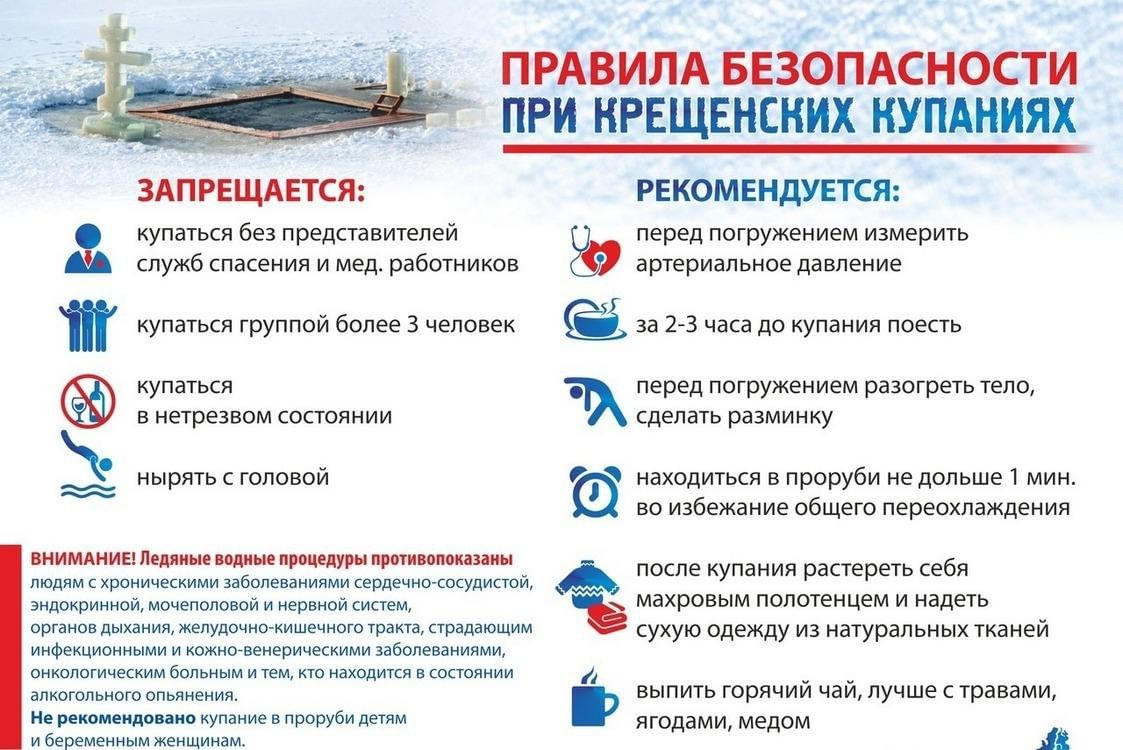 ПРАВИЛА БЕЗОПАСНОСТИ
ПРИ КРЕЩЕНСКИХ КУПАНИЯХ
ЗАПРЕЩАЕТСЯ:
купаться без представителей
служб спасения и мед. работников
купаться группой более 3 человек
купаться
в нетрезвом состоянии
нырять с головой
РЕКОМЕНДУЕТСЯ:
перед погружением измерить
артериальное давление
за 2-3 часа до купания поесть
перед погружением разогреть тело,
сделать разминку
находиться в проруби не дольше 1 мин.
во избежание общего переохлаждения
после купания растереть себя
махровым полотенцем и надеть
сухую одежду из натуральных тканей
выпить горячий чай, лучше с травами,
ягодами, медом
ВНИМАНИЕ! Ледяные водные процедуры противопоказаны
людям с хроническими заболеваниями сердечно-сосудистой,
эндокринной, мочеполовой и нервной систем,
органов дыхания, желудочно-кишечного тракта, страдающим
инфекционными и кожно-венерическими заболеваниями,
онкологическим больным и тем, кто находится в состоянии
алкогольного опьянения.
Не рекомендовано купание в проруби детям
и беременным женщинам.